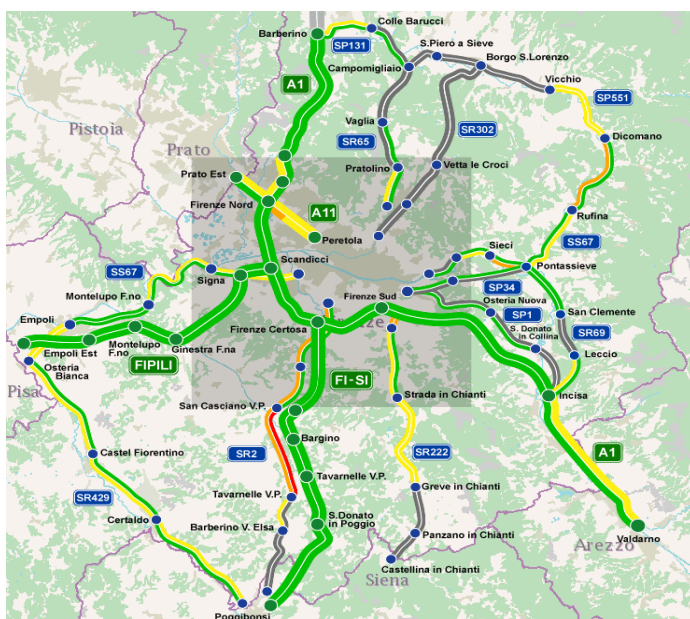 Colle Barucci
Barberino
SP131
S.Piero a Sieve
Borgo S.Lorenzo
Campomigliaio
Vicchio
A1
SP551
Vaglia
Pistoia
SR302
Dicomano
SR65
Prato
Vetta le Croci
Pratolino
Prato Est
Firenze Nord
A11
Rufina
Peretola
SS67
Sieci
Scandicci
SS67
Pontassieve
Signa
SP34
Montelupo F.no
Firenze Sud
Osteria Nuova
SP1
San Clemente
Empoli
Firenze Certosa
S. Donato
in Collina
SR69
Empoli Est
Montelupo
F.no
Ginestra F.na
Leccio
Osteria
Bianca
FIPILI
FI-SI
Pisa
Strada in Chianti
Incisa
San Casciano V.P.
Bargino
SR2
SR222
A1
Castel Fiorentino
Tavarnelle V.P.
SR429
Tavarnelle V.P.
Greve in Chianti
Certaldo
Barberino V. Elsa
S.Donato
in Poggio
Panzano in Chianti
Valdarno
Arezzo
Castellina in Chianti
Siena
Poggibonsi